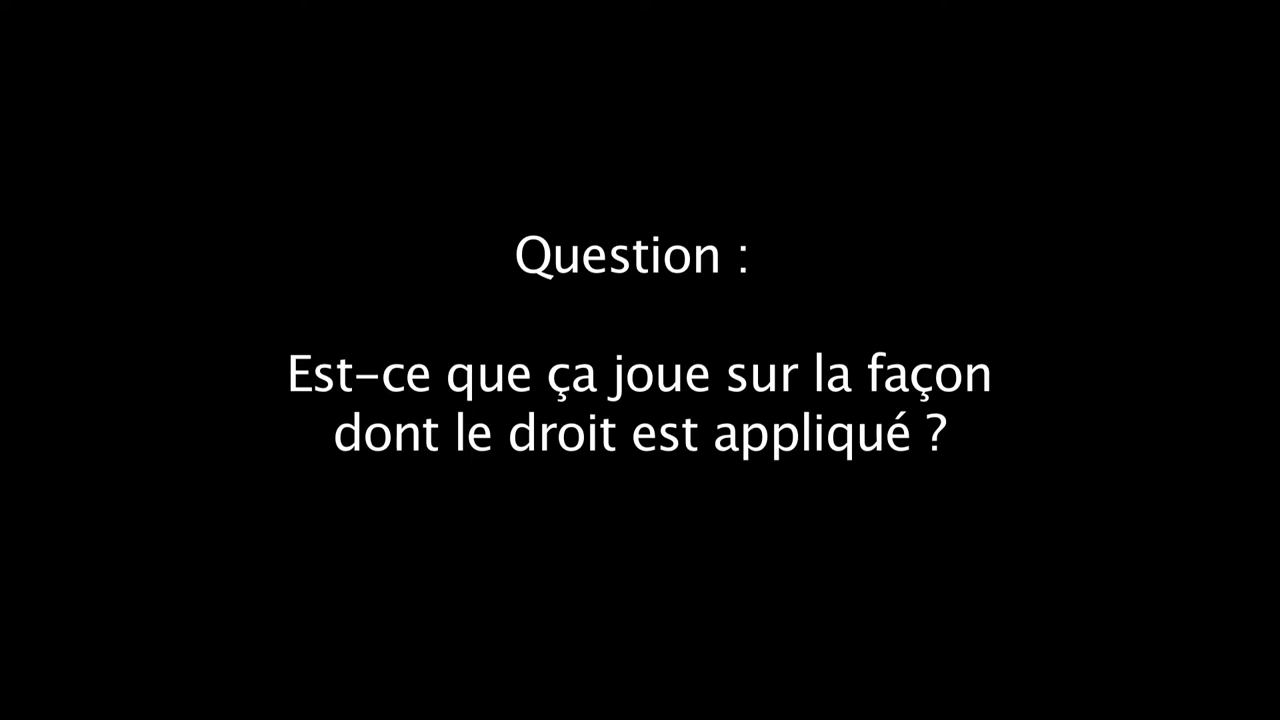 Question :
Est-ce que ça joue sur la façon
dont le droit est appliqué ?